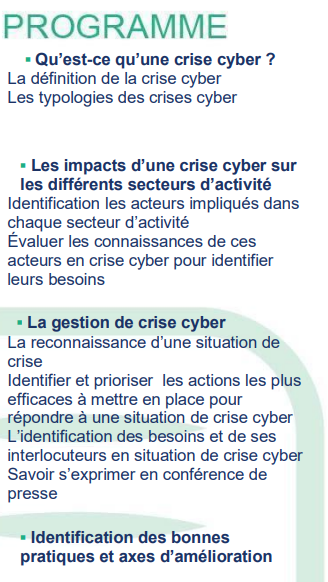 PROGRAMME
▪ Qu’est-ce qu’une crise cyber ?
La définition de la crise cyber
Les typologies des crises cyber
▪ Les impacts d’une crise cyber sur
les différents secteurs d’activité
Identification les acteurs impliqués dans
chaque secteur d’activité
Évaluer les connaissances de ces
acteurs en crise cyber pour identifier
leurs besoins
▪ La gestion de crise cyber
La reconnaissance d’une situation de
crise
Identifier et prioriser les actions les plus
efficaces à mettre en place pour
répondre à une situation de crise cyber
L’identification des besoins et de ses
interlocuteurs en situation de crise cyber
Savoir s’exprimer en conférence de
presse
▪ Identification des bonnes
pratiques et axes d’amélioration